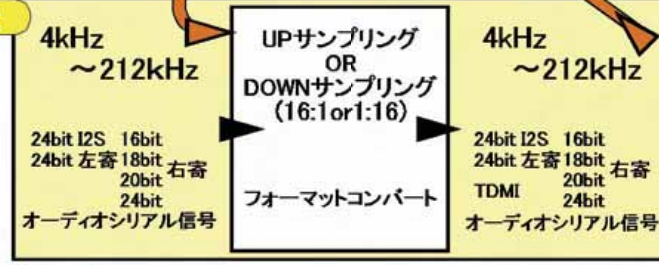 4kHz
～212kHz
24bit I2S 16bit
24bit 左寄 18bit 右寄
20bit
24bit
オーディオシリアル信号
UPサンプリング
OR
DOWNサンプリング
(16:1or1:16)
フォーマットコンバート
4kHz
～212kHz
24bit I2S 16bit
24bit 左寄 18bit 右寄
TDMI 20bit
24bit
オーディオシリアル信号